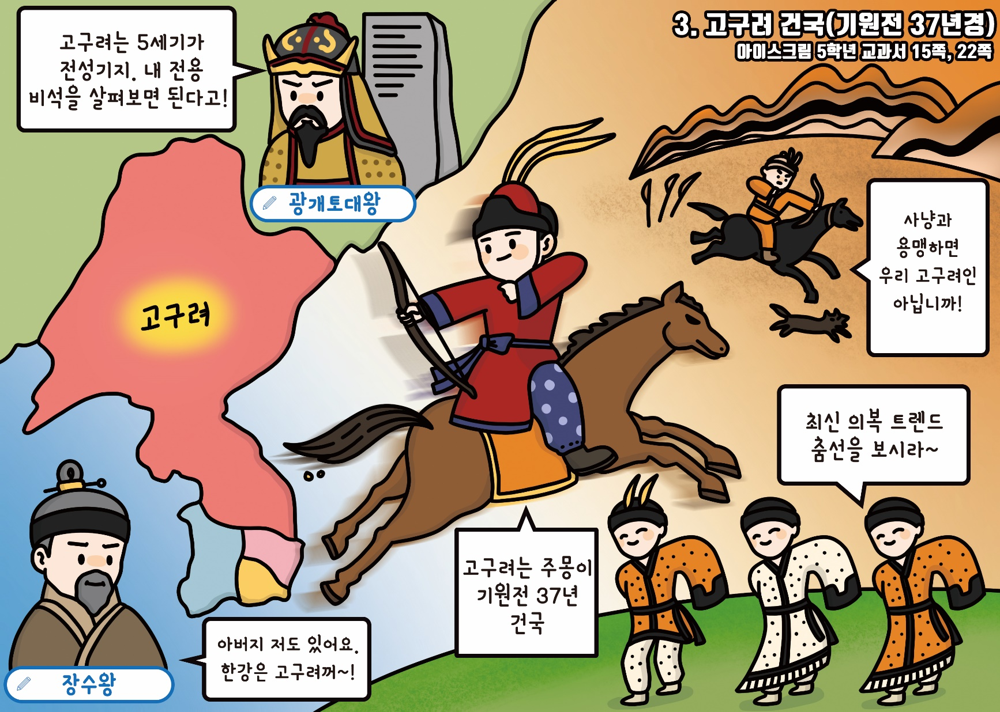 3. 고구려 건국(기원전 37년경)
아이스크림 5학년 교과서 15쪽, 22쪽
고구려는 5세기가
전성기지. 내 전용
비석을 살펴보면 된다고!
광개토대왕
고구려
사냥과
용맹하면
우리 고구려인
아닙니까!
최신 의복 트렌드
춤선을 보시라~
고구려는 주몽이
기원전 37년
건국
아버지 저도 있어요.
한강은 고구려꺼~!
장수왕